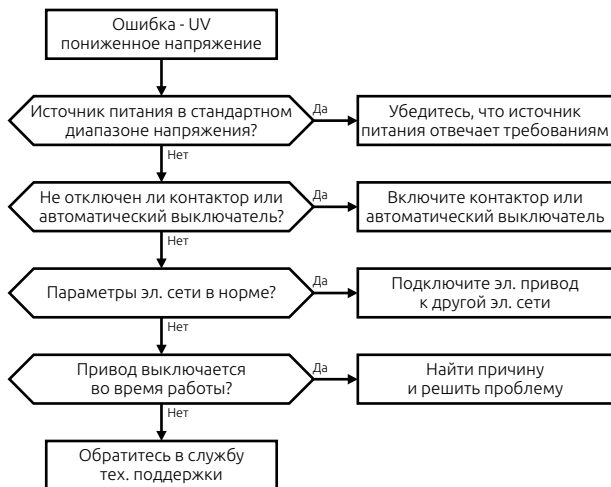 Ошибка - UV
пониженное напряжение
Источник питания в стандартном
диапазоне напряжения?
Да
Убедитесь, что источник
питания отвечает требованиям
Нет
Не отключен ли контактор или
автоматический выключатель?
Да
Включите контактор или
автоматический выключатель
Нет
Параметры эл. сети в норме?
Да
Подключите эл. привод
к другой эл. сети
Нет
Привод выключается
во время работы?
Да
Найти причину
и решить проблему
Нет
Обратитесь в службу
тех. поддержки